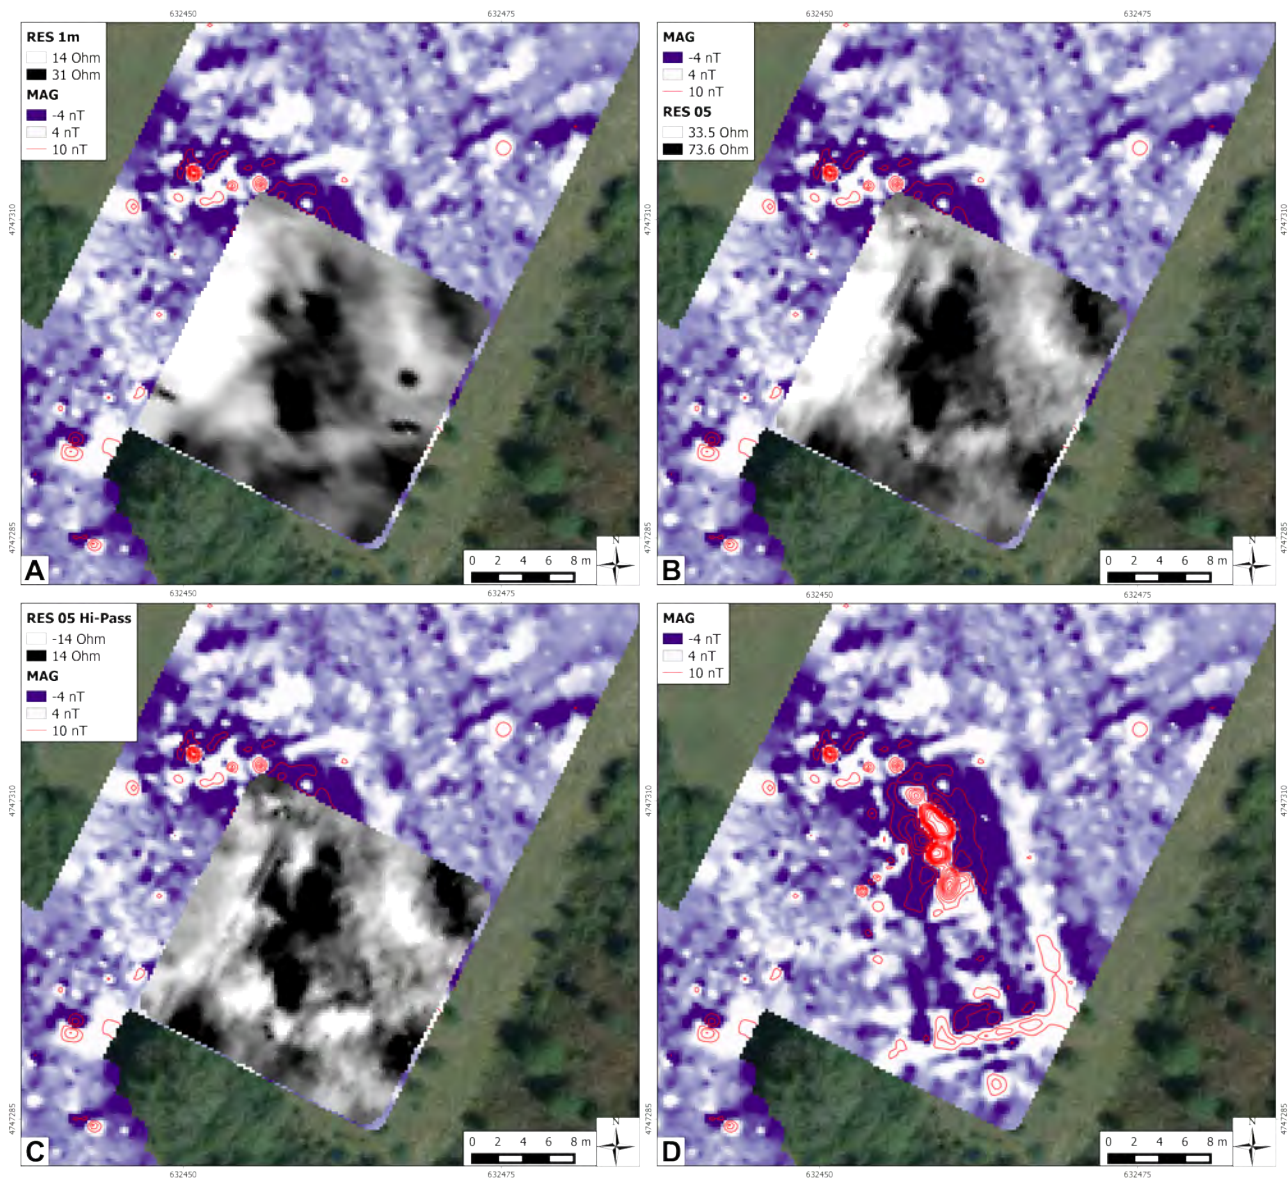 632450
632475
632450
632475
RES 1m
14 Ohm
31 Ohm
MAG
-4 nT
4 nT
10 nT
4747310
4747285
A
0 2 4 6 8 m
N
MAG
-4 nT
4 nT
10 nT
RES 05
33.5 Ohm
73.6 Ohm
4747310
4747285
B
0 2 4 6 8 m
N
4747310
4747285
632450
632475
632450
632475
RES 05 Hi-Pass
-14 Ohm
14 Ohm
MAG
-4 nT
4 nT
10 nT
4747310
4747285
C
0 2 4 6 8 m
N
MAG
-4 nT
4 nT
10 nT
4747310
4747285
D
0 2 4 6 8 m
N
4747310
4747285
632450
632475
632450
632475